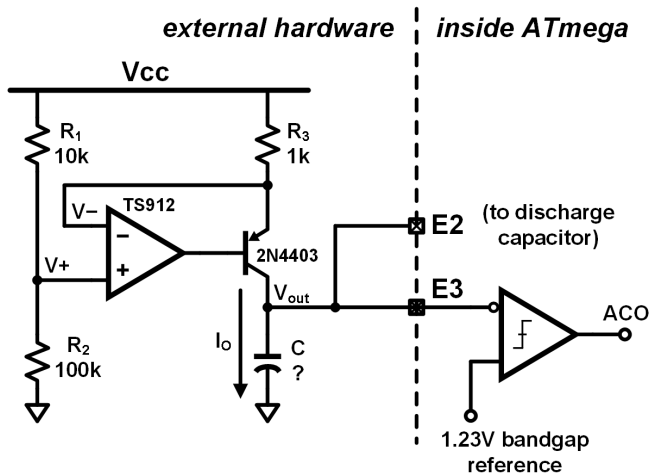 external hardware
inside ATmega
Vcc
R1
10k
R3
1k
TS912
V−
−
E2
(to discharge
capacitor)
2N4403
V+
+
Vout
E3
ACO
IO
R2
100k
C
?
1.23V bandgap
reference